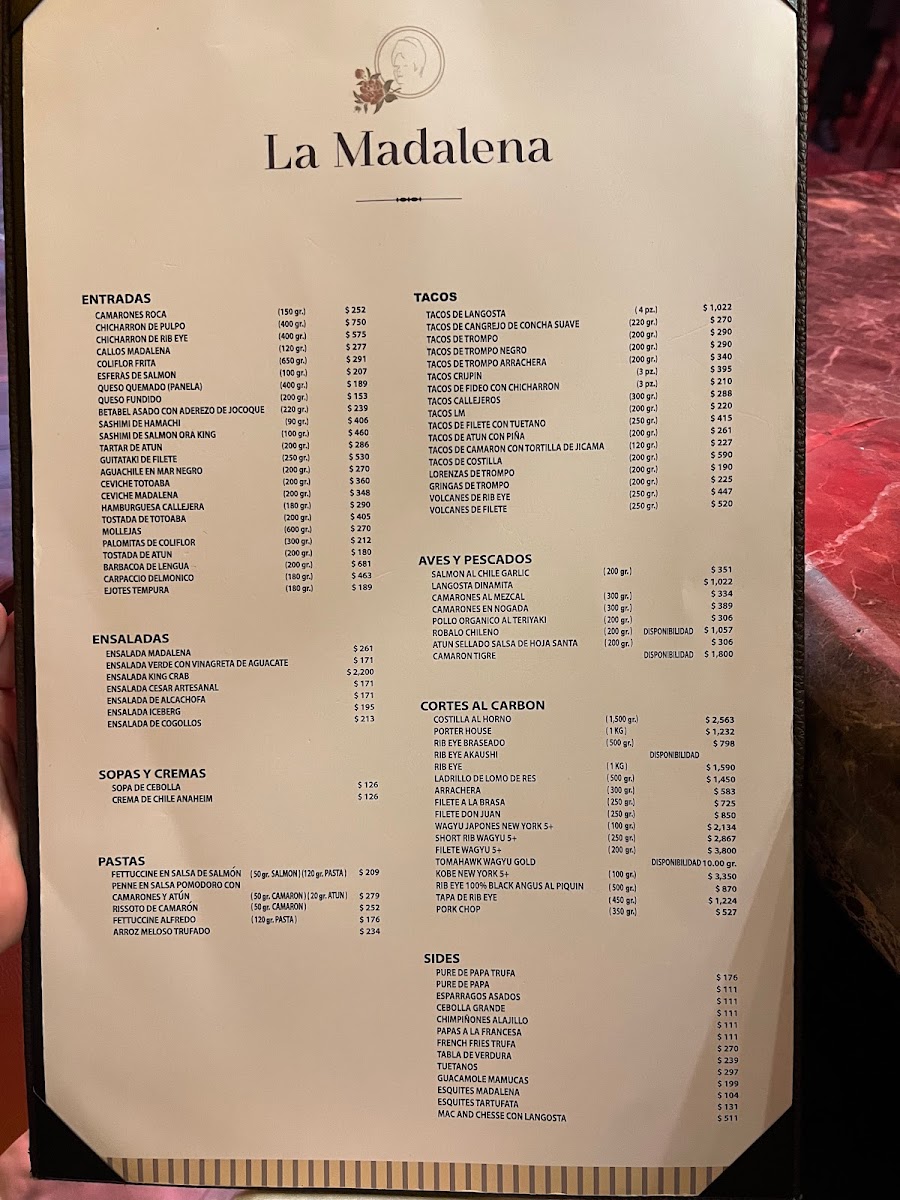 La Madalena
ENTRADAS
CAMARONES ROCA (150 gr.) $ 252
CHICHARRON DE PULPO (400 gr.) $ 750
CHICHARRON DE RIB EYE (400 gr.) $ 575
CALLOS MADALENA (120 gr.) $ 277
COLIFLOR FRITA (650 gr.) $ 291
ESFERAS DE SALMON (100 gr.) $ 207
QUESO QUEMADO (PANELA) (400 gr.) $ 189
QUESO FUNDIDO (200 gr.) $ 153
BETABEL ASADO CON ADEREZO DE JOCOQUE (220 gr.) $ 239
SASHIMI DE HAMACHI (90 gr.) $ 406
SASHIMI DE SALMON ORA KING (100 gr.) $ 460
TARTAR DE ATUN (200 gr.) $ 286
GUITATAKI DE FILETE (250 gr.) $ 530
AGUACHILE EN MAR NEGRO (200 gr.) $ 270
CEVICHE TOTOABA (200 gr.) $ 360
CEVICHE MADALENA (200 gr.) $ 348
HAMBURGUESA CALLEJERA (180 gr.) $ 290
TOSTADA DE TOTOABA (200 gr.) $ 405
MOLLEJAS (600 gr.) $ 270
PALOMITAS DE COLIFLOR (300 gr.) $ 212
TOSTADA DE ATUN (200 gr.) $ 180
BARBACOA DE LENGUA (200 gr.) $ 681
CARPACCIO DELMONICO (180 gr.) $ 463
EJOTES TEMPURA (180 gr.) $ 189
ENSALADAS
ENSALADA MADALENA $ 261
ENSALADA VERDE CON VINAGRETA DE AGUACATE $ 171
ENSALADA KING CRAB $ 2,200
ENSALADA CESAR ARTESANAL $ 171
ENSALADA DE ALCACHOFA $ 171
ENSALADA ICEBERG $ 195
ENSALADA DE COGOLLOS $ 213
SOPAS Y CREMAS
SOPA DE CEBOLLA $ 126
CREMA DE CHILE ANAHEIM $ 126
PASTAS
FETTUCCINE EN SALSA DE SALMÓN (50 gr. SALMON) (120 gr. PASTA) $ 209
PENNE EN SALSA POMODORO CON
CAMARONES Y ATÚN (50 gr. CAMARON) (20 gr. ATUN) $ 279
RISSOTO DE CAMARÓN (50 gr. CAMARON) $ 252
FETTUCCINE ALFREDO (120 gr. PASTA) $ 176
ARROZ MELOSO TRUFADO $ 234
TACOS
TACOS DE LANGOSTA (4 pz.) $ 1,022
TACOS DE CANGREJO DE CONCHA SUAVE (220 gr.) $ 270
TACOS DE TROMPO (200 gr.) $ 290
TACOS DE TROMPO NEGRO (200 gr.) $ 290
TACOS DE TROMPO ARRACHERA (200 gr.) $ 340
TACOS CRIJPIN (3 pz.) $ 395
TACOS DE FIDEO CON CHICHARRON (3 pz.) $ 210
TACOS CALLEJEROS (300 gr.) $ 288
TACOS LM (200 gr.) $ 220
TACOS DE FILETE CON TUETANO (250 gr.) $ 415
TACOS DE ATUN CON PIÑA (200 gr.) $ 261
TACOS DE CAMARON CON TORTILLA DE JICAMA (120 gr.) $ 227
TACOS DE COSTILLA (200 gr.) $ 590
LORENZAS DE TROMPO (200 gr.) $ 190
GRINGAS DE TROMPO (200 gr.) $ 225
VOLCANES DE RIB EYE (250 gr.) $ 447
VOLCANES DE FILETE (250 gr.) $ 520
AVES Y PESCADOS
SALMON AL CHILE GARLIC (200 gr.) $ 351
LANGOSTA DINAMITA $ 1,022
CAMARONES AL MEZCAL (300 gr.) $ 334
CAMARONES EN NOGADA (300 gr.) $ 389
POLLO ORGANICO AL TERIYAKI (200 gr.) $ 306
ROBALO CHILENO (200 gr.) DISPONIBILIDAD $ 1,057
ATUN SELLADO SALSA DE HOJA SANTA (200 gr.) $ 306
CAMARON TIGRE DISPONIBILIDAD $ 1,800
CORTES AL CARBON
COSTILLA AL HORNO (1,500 gr.) $ 2,563
PORTER HOUSE (1 KG) $ 1,232
RIB EYE BRASEADO (500 gr.) $ 798
RIB EYE AKAUSHI DISPONIBILIDAD
RIB EYE (1 KG) $ 1,590
LADRILLO DE LOMO DE RES (500 gr.) $ 1,450
ARRACHERA (300 gr.) $ 583
FILETE A LA BRASA (250 gr.) $ 725
FILETE DON JUAN (250 gr.) $ 850
WAGYU JAPONES NEW YORK 5+ (100 gr.) $ 2,134
SHORT RIB WAGYU 5+ (250 gr.) $ 2,867
FILETE WAGYU 5+ (200 gr.) $ 3,800
TOMAHAWK WAGYU GOLD DISPONIBILIDAD 10.00 gr.
KOBE NEW YORK 5+ (100 gr.) $ 3,350
RIB EYE 100% BLACK ANGUS AL PIQUIN (500 gr.) $ 870
TAPA DE RIB EYE (450 gr.) $ 1,224
PORK CHOP (350 gr.) $ 527
SIDES
PURE DE PAPA TRUFA $ 176
PURE DE PAPA $ 111
ESPARRAGOS ASADOS $ 111
CEBOLLA GRANDE $ 111
CHIMPIÑONES ALAJILLO $ 111
PAPAS A LA FRANCESA $ 111
FRENCH FRIES TRUFA $ 270
TABLA DE VERDURA $ 239
TUETANOS $ 297
GUACAMOLE MAMUCAS $ 199
ESQUITES MADALENA $ 104
ESQUITES TARTUFATA $ 131
MAC AND CHESSE CON LANGOSTA $ 511